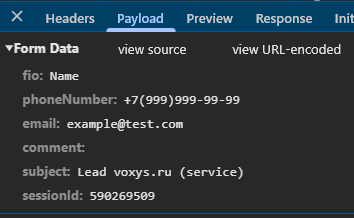 Headers Payload Preview Response
Form Data view source view URL-encoded
fio: Name
phoneNumber: +7(999)999-99-99
email: example@test.com
comment:
subject: Lead voxys.ru (service)
sessionId: 590269509